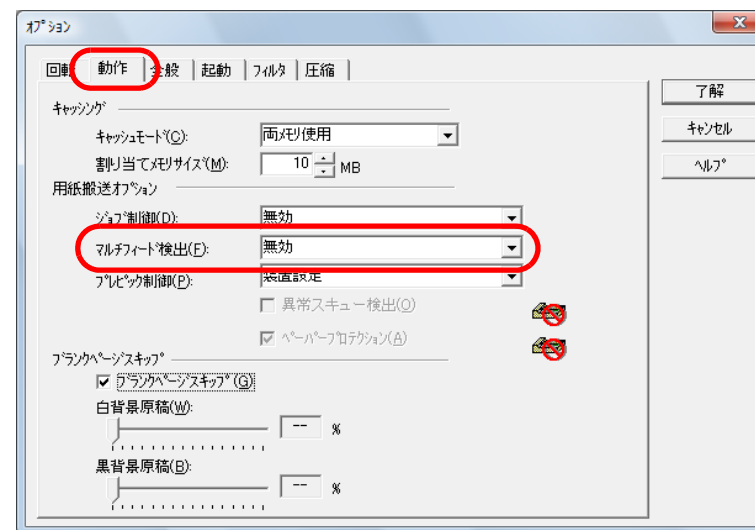 オプション
回転 動作 全般 起動 フィルタ 圧縮
了解
キャンセル
ヘルプ
キャッシング
キャッシュモード(C): 両メモリ使用
割り当てメモリサイズ(M): 10 MB
用紙搬送オプション
ジョブ制御(D): 無効
マルチフィード検出(F): 無効
プレピック制御(P): 装置設定
異常スキュー検出(O)
ペーパープロテクション(A)
ブランクページスキップ
ブランクページスキップ(G)
白背景原稿(W):
-- %
黒背景原稿(B):
-- %